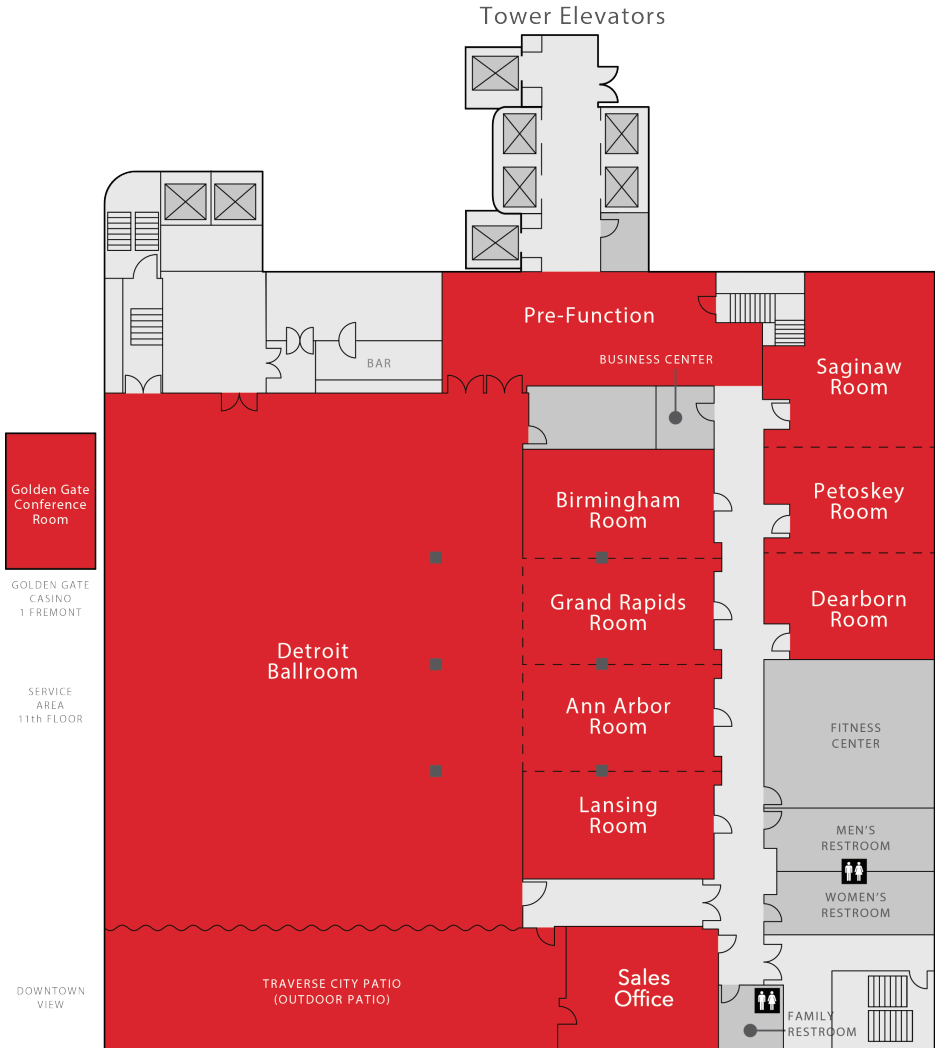 Tower Elevators
Pre-Function
BUSINESS CENTER
BAR
Saginaw
Room
Golden Gate
Conference
Room
Birmingham
Room
Petoskey
Room
GOLDEN GATE
CASINO
1 FREMONT
Grand Rapids
Room
Dearborn
Room
Detroit
Ballroom
SERVICE
AREA
11th FLOOR
Ann Arbor
Room
FITNESS
CENTER
Lansing
Room
MEN'S
RESTROOM
WOMEN'S
RESTROOM
DOWNTOWN
VIEW
TRAVERSE CITY PATIO
(OUTDOOR PATIO)
Sales
Office
FAMILY
RESTROOM